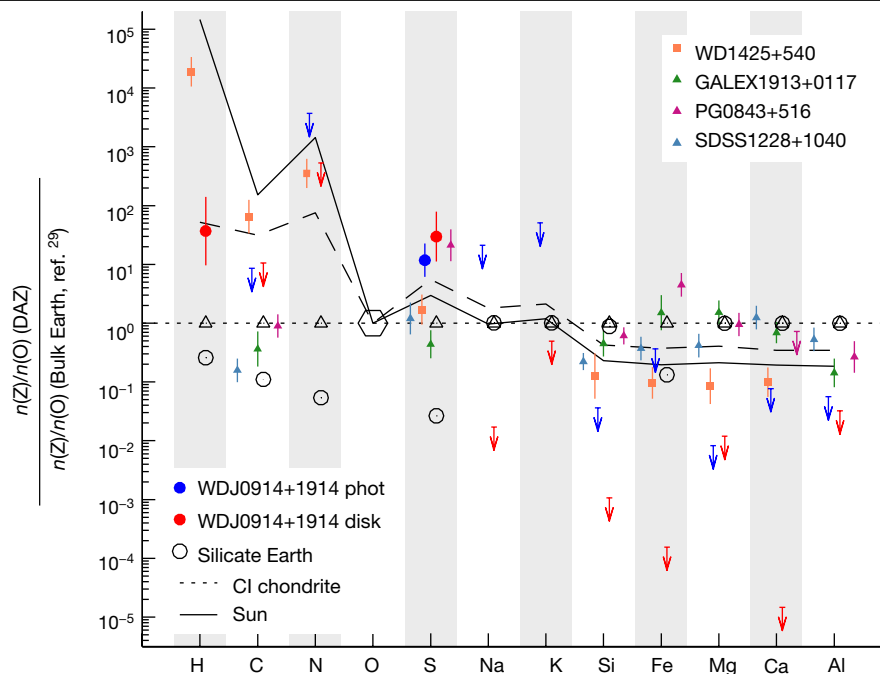 10^5
10^4
10^3
10^2
10^1
10^0
10^-1
10^-2
10^-3
10^-4
10^-5
n(Z)/n(O) (DAZ)
n(Z)/n(O) (Bulk Earth, ref. 29)
WD1425+540
GALEX1913+0117
PG0843+516
SDSS1228+1040
WDJ0914+1914 phot
WDJ0914+1914 disk
Silicate Earth
CI chondrite
Sun
H C N O S Na K Si Fe Mg Ca Al